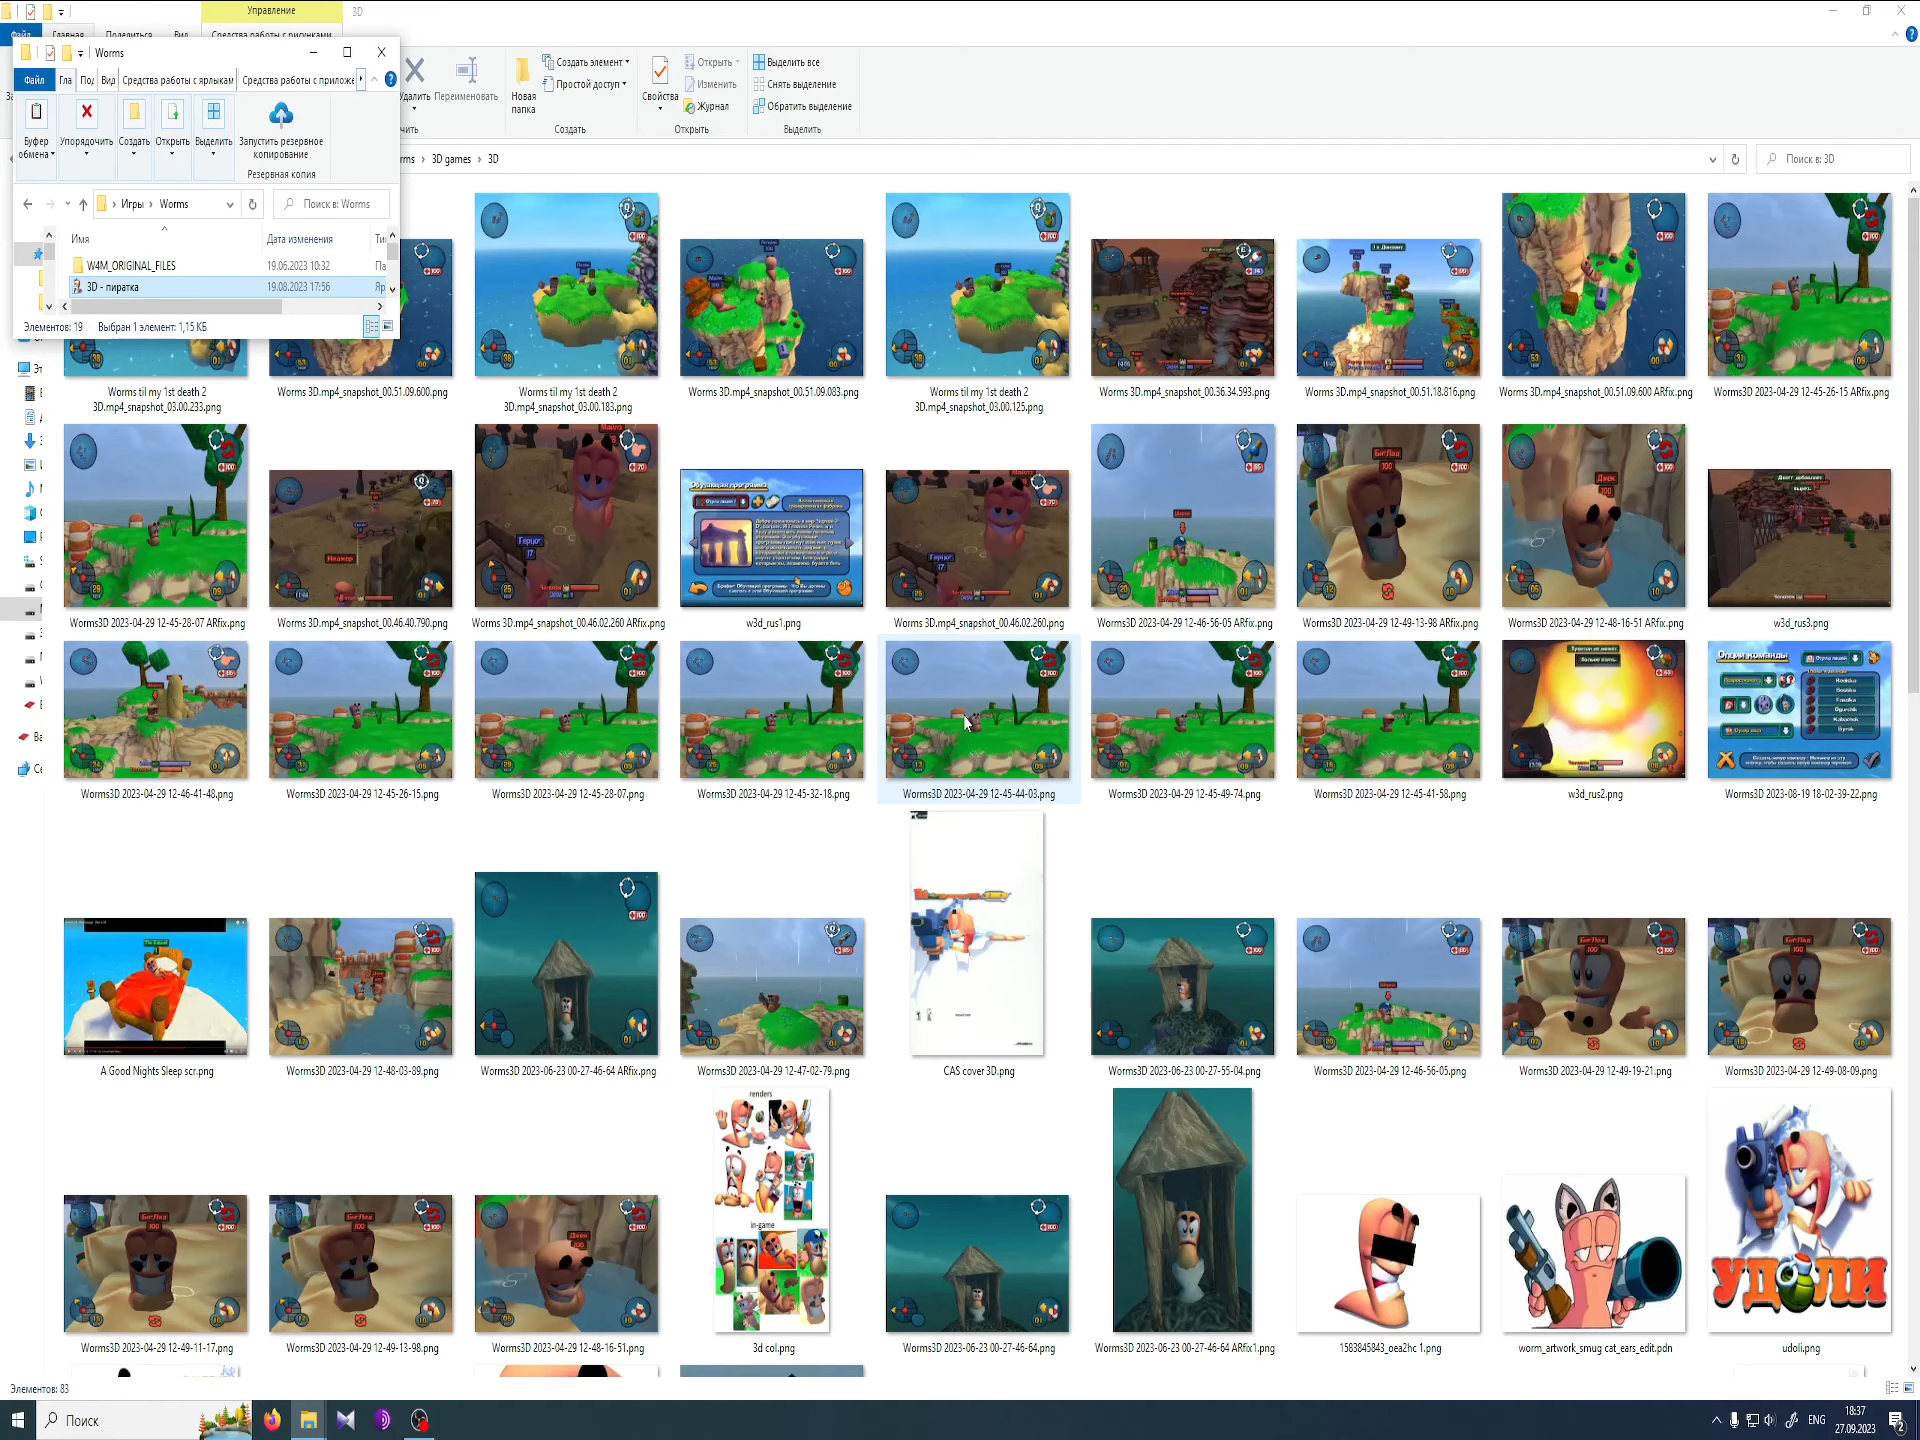 Управление
3D
Файл
Главная
Поделиться
Вид
Средства работы с рисунками
Worms
Файл
Вид
Средства работы с ярлыкам
Средства работы с приложе
Буфер обмена
Упорядочить
Создать
Открыть
Выделить
Запустить резервное копирование
Резервная копия
Удалить
Переименовать
Новая папка
Создать элемент
Простой доступ
Создать
Свойства
Открыть
Изменить
Журнал
Открыть
Выделить все
Снять выделение
Обратить выделение
Выделить
3D games › 3D
Поиск в: 3D
› Игры › Worms
Поиск в: Worms
Имя
Дата изменения
W4M_ORIGINAL_FILES
19.06.2023 10:32
3D - пиратка
19.08.2023 17:56
Элементов: 19
Выбран 1 элемент: 1,15 КБ
Worms til my 1st death 2 3D.mp4_snapshot_03.00.233.png
Worms 3D.mp4_snapshot_00.51.09.600.png
Worms til my 1st death 2 3D.mp4_snapshot_03.00.183.png
Worms 3D.mp4_snapshot_00.51.09.083.png
Worms til my 1st death 2 3D.mp4_snapshot_03.00.125.png
Worms 3D.mp4_snapshot_00.36.34.593.png
Worms 3D.mp4_snapshot_00.51.18.816.png
Worms 3D.mp4_snapshot_00.51.09.600 ARfix.png
Worms3D 2023-04-29 12-45-26-15 ARfix.png
Worms3D 2023-04-29 12-45-28-07 ARfix.png
Worms 3D.mp4_snapshot_00.46.40.790.png
Worms 3D.mp4_snapshot_00.46.02.260 ARfix.png
w3d_rus1.png
Worms 3D.mp4_snapshot_00.46.02.260.png
Worms3D 2023-04-29 12-46-56-05 ARfix.png
Worms3D 2023-04-29 12-49-13-98 ARfix.png
Worms3D 2023-04-29 12-48-16-51 ARfix.png
w3d_rus3.png
Worms3D 2023-04-29 12-46-41-48.png
Worms3D 2023-04-29 12-45-26-15.png
Worms3D 2023-04-29 12-45-28-07.png
Worms3D 2023-04-29 12-45-32-18.png
Worms3D 2023-04-29 12-45-44-03.png
Worms3D 2023-04-29 12-45-49-74.png
Worms3D 2023-04-29 12-45-41-58.png
w3d_rus2.png
Опции команды
Worms3D 2023-08-19 18-02-39-22.png
A Good Nights Sleep scr.png
Worms3D 2023-04-29 12-48-03-89.png
Worms3D 2023-06-23 00-27-46-64 ARfix.png
Worms3D 2023-04-29 12-47-02-79.png
CAS cover 3D.png
Worms3D 2023-06-23 00-27-55-04.png
Worms3D 2023-04-29 12-46-56-05.png
Worms3D 2023-04-29 12-49-19-21.png
Worms3D 2023-04-29 12-49-08-09.png
renders
in-game
удоли
Worms3D 2023-04-29 12-49-11-17.png
Worms3D 2023-04-29 12-49-13-98.png
Worms3D 2023-04-29 12-48-16-51.png
3d col.png
Worms3D 2023-06-23 00-27-46-64.png
Worms3D 2023-06-23 00-27-46-64 ARfix1.png
1583845843_oea2hc 1.png
worm_artwork_smug cat_ears_edit.pdn
udoli.png
Элементов: 83
Поиск
ENG
18:37
27.09.2023